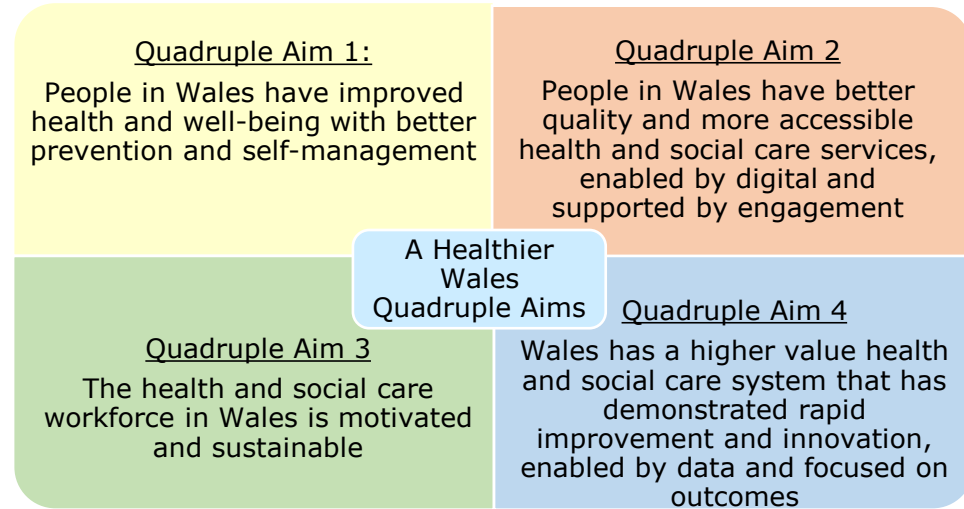 Quadruple Aim 1:
People in Wales have improved
health and well-being with better
prevention and self-management
Quadruple Aim 2
People in Wales have better
quality and more accessible
health and social care services,
enabled by digital and
supported by engagement
A Healthier
Wales
Quadruple Aims
Quadruple Aim 3
The health and social care
workforce in Wales is motivated
and sustainable
Quadruple Aim 4
Wales has a higher value health
and social care system that has
demonstrated rapid
improvement and innovation,
enabled by data and focused on
outcomes